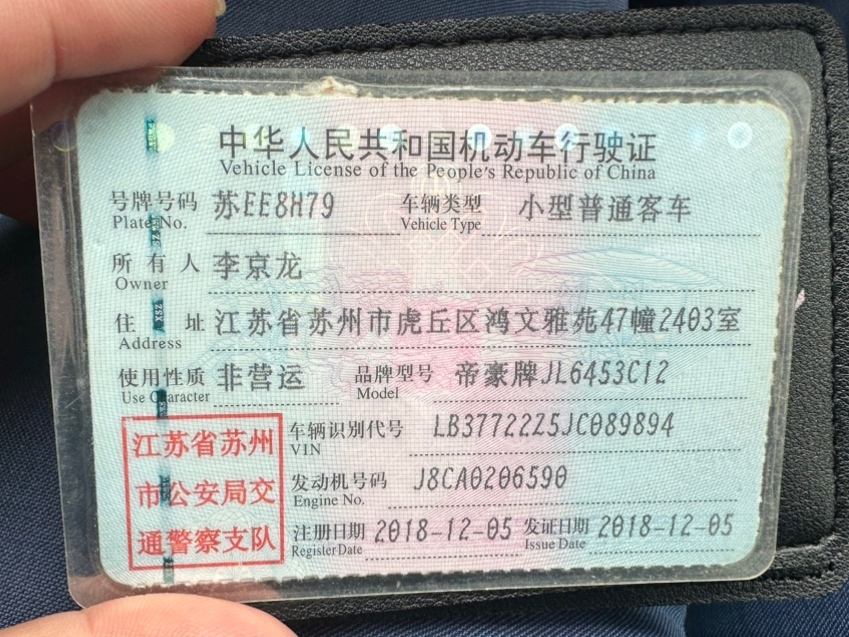 中华人民共和国机动车行驶证
Vehicle License of the People's Republic of China
号牌号码 苏EE8H79 车辆类型 小型普通客车
Plate No. Vehicle Type
所有人 李京龙
Owner
住址 江苏省苏州市虎丘区鸿文雅苑47幢2403室
Address
使用性质 非营运 品牌型号 帝豪牌JL6453C12
Use Character Model
江苏省苏州
市公安局交
通警察支队
车辆识别代号 LB37722Z5JC089894
VIN
发动机号码 J8CA0206590
Engine No.
注册日期 2018-12-05 发证日期 2018-12-05
Register Date Issue Date